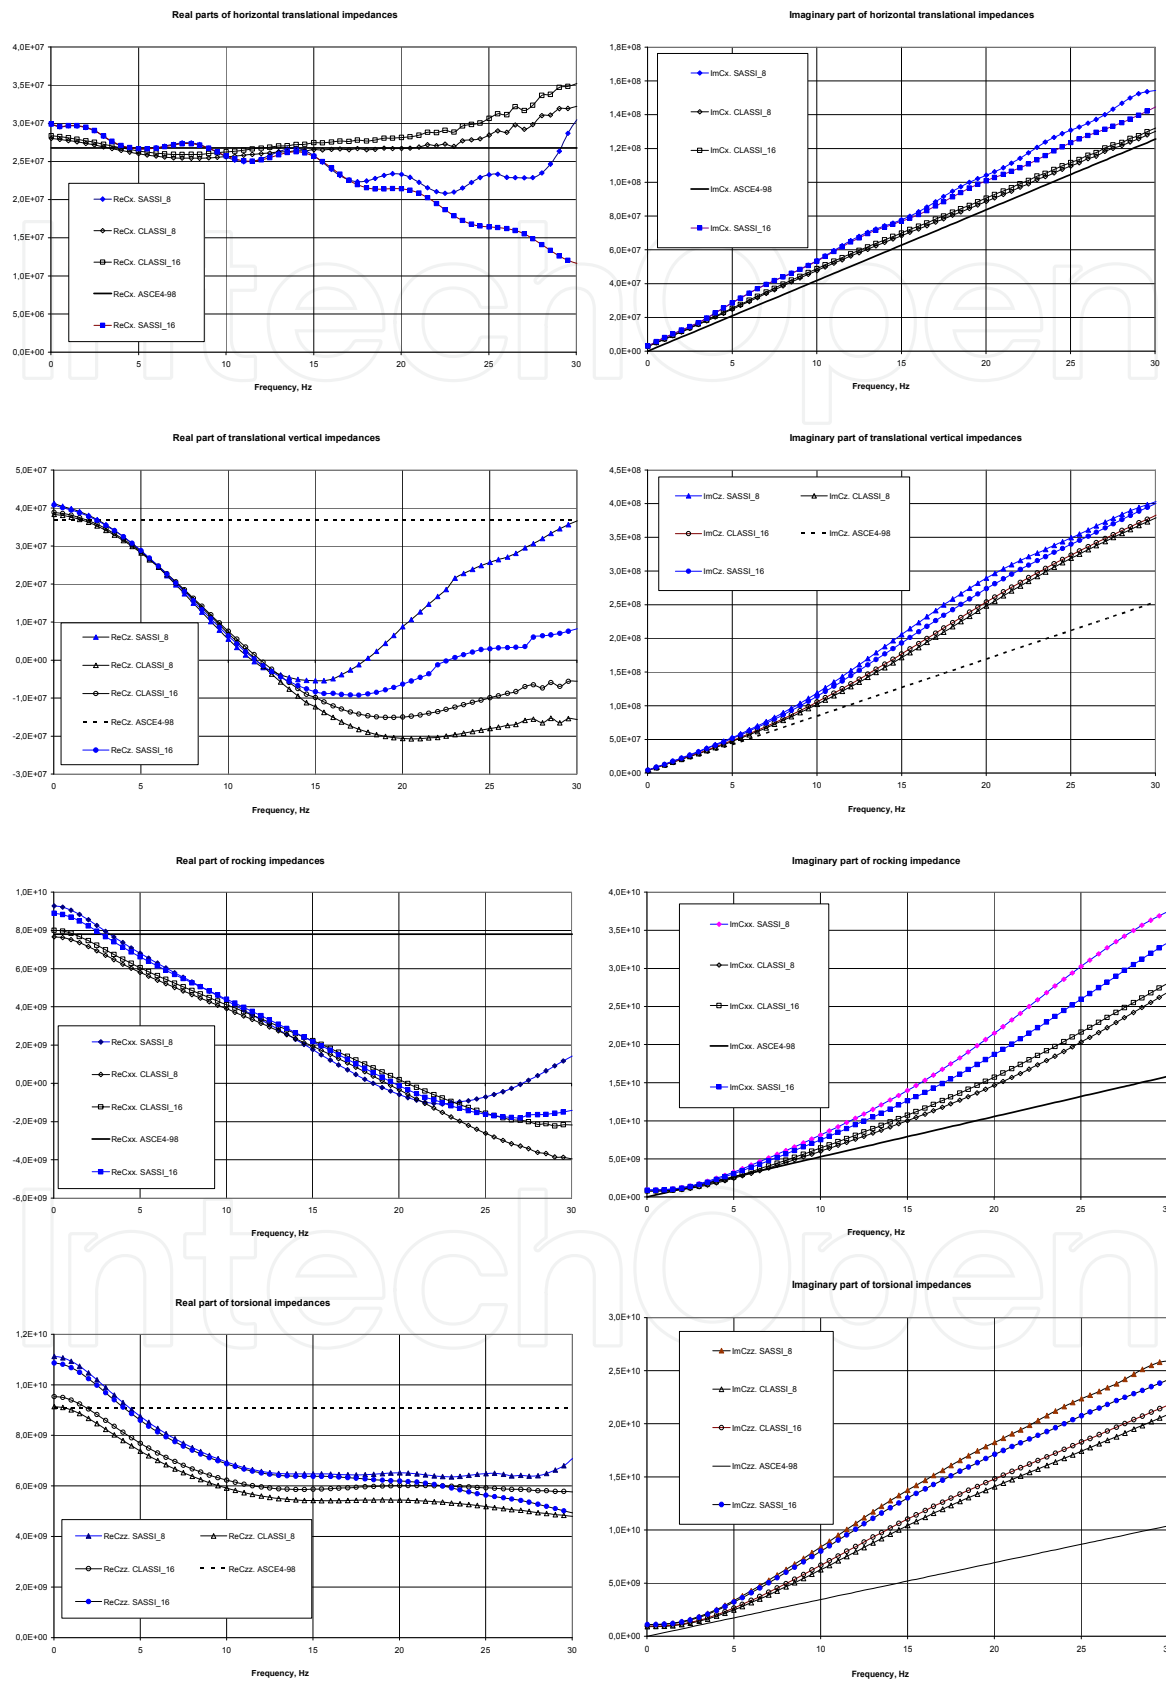 Real parts of horizontal translational impedances
4,0E+07
3,5E+07
3,0E+07
2,5E+07
2,0E+07
1,5E+07
1,0E+07
5,0E+06
0,0E+00
ReCx. SASSI_8
ReCx. CLASSI_8
ReCx. CLASSI_16
ReCx. ASCE4-98
ReCx. SASSI_16
0 5 10 15 20 25 30
Frequency, Hz
Imaginary part of horizontal translational impedances
1,8E+08
1,6E+08
1,4E+08
1,2E+08
1,0E+08
8,0E+07
6,0E+07
4,0E+07
2,0E+07
0,0E+00
ImCx. SASSI_8
ImCx. CLASSI_8
ImCx. CLASSI_16
ImCx. ASCE4-98
ImCx. SASSI_16
0 5 10 15 20 25 30
Frequency, Hz
Real part of translational vertical impedances
5,0E+07
4,0E+07
3,0E+07
2,0E+07
1,0E+07
0,0E+00
-1,0E+07
-2,0E+07
-3,0E+07
ReCz. SASSI_8
ReCz. CLASSI_8
ReCz. CLASSI_16
ReCz. ASCE4-98
ReCz. SASSI_16
0 5 10 15 20 25 30
Frequency, Hz
Imaginary part of translational vertical impedances
4,5E+08
4,0E+08
3,5E+08
3,0E+08
2,5E+08
2,0E+08
1,5E+08
1,0E+08
5,0E+07
0,0E+00
ImCz. SASSI_8 ImCz. CLASSI_8
ImCz. CLASSI_16 ImCz. ASCE4-98
ImCz. SASSI_16
0 5 10 15 20 25 30
Frequency, Hz
Real part of rocking impedances
1,0E+10
8,0E+09
6,0E+09
4,0E+09
2,0E+09
0,0E+00
-2,0E+09
-4,0E+09
-6,0E+09
ReCxx. SASSI_8
ReCxx. CLASSI_8
ReCxx. CLASSI_16
ReCxx. ASCE4-98
ReCxx. SASSI_16
0 5 10 15 20 25 30
Frequency, Hz
Imaginary part of rocking impedance
4,0E+10
3,5E+10
3,0E+10
2,5E+10
2,0E+10
1,5E+10
1,0E+10
5,0E+09
0,0E+00
ImCxx. SASSI_8
ImCxx. CLASSI_8
ImCxx. CLASSI_16
ImCxx. ASCE4-98
ImCxx. SASSI_16
0 5 10 15 20 25 30
Frequency, Hz
Real part of torsional impedances
1,2E+10
1,0E+10
8,0E+09
6,0E+09
4,0E+09
2,0E+09
0,0E+00
ReCzz. SASSI_8 ReCzz. CLASSI_8
ReCzz. CLASSI_16 ReCzz. ASCE4-98
ReCzz. SASSI_16
0 5 10 15 20 25 30
Frequency, Hz
Imaginary part of torsional impedances
3,0E+10
2,5E+10
2,0E+10
1,5E+10
1,0E+10
5,0E+09
0,0E+00
ImCzz. SASSI_8
ImCzz. CLASSI_8
ImCzz. CLASSI_16
ImCzz. ASCE4-98
ImCzz. SASSI_16
0 5 10 15 20 25 30
Frequency, Hz
IntechOpen
IntechOpen